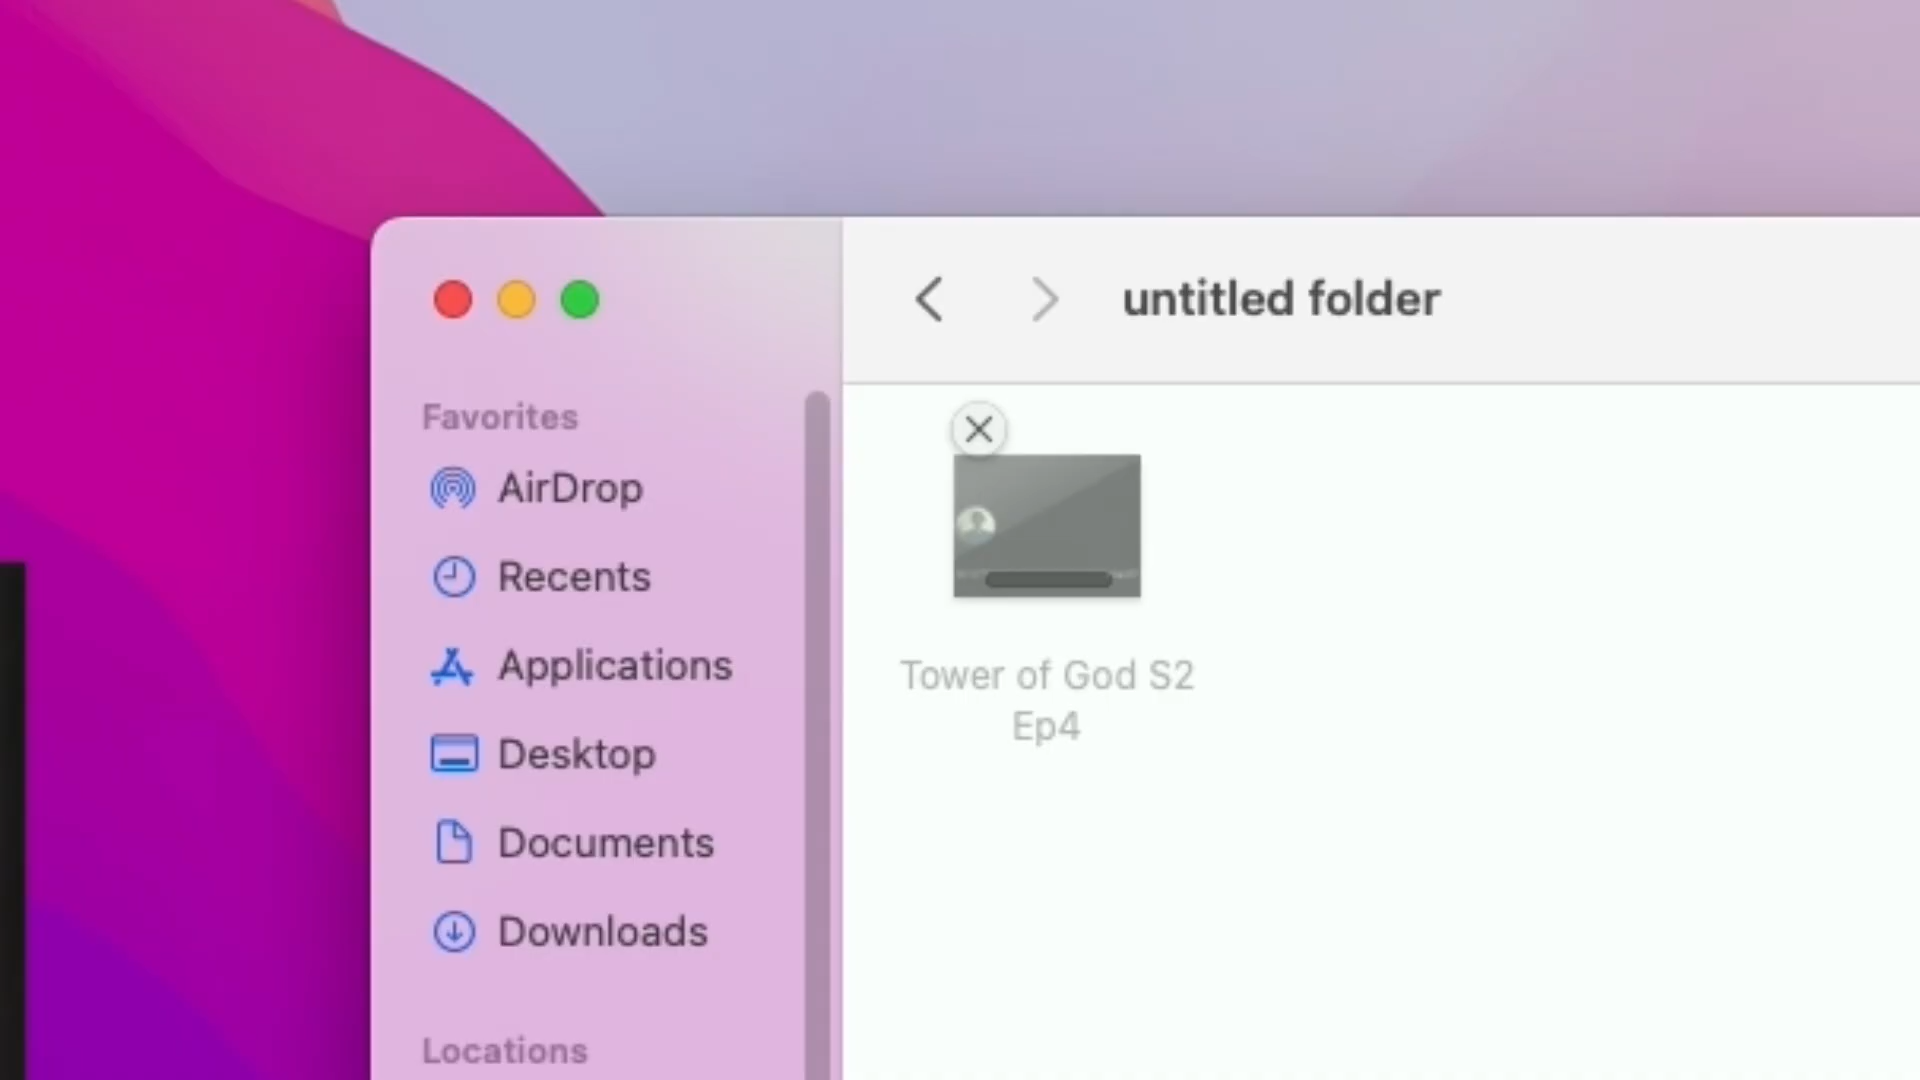 untitled folder
Favorites
AirDrop
Recents
Applications
Desktop
Documents
Downloads
Locations
Tower of God S2
Ep4